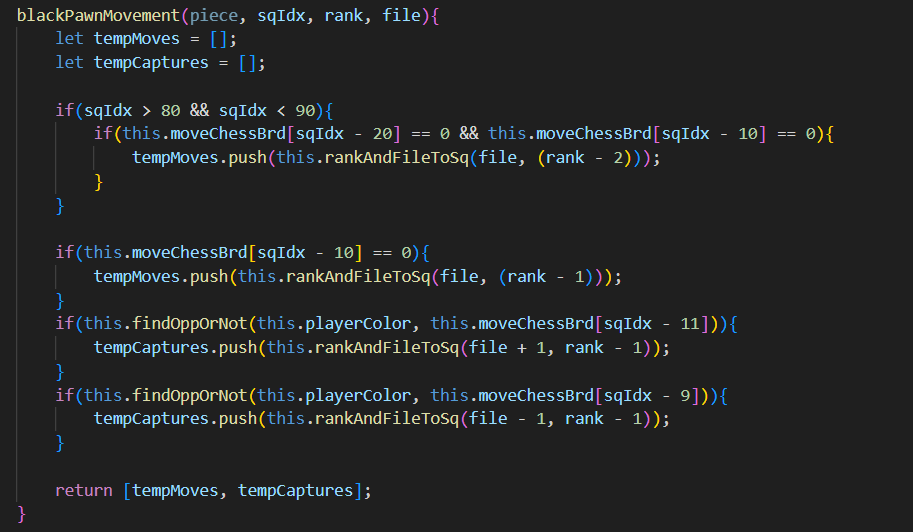 blackPawnMovement(piece, sqIdx, rank, file){
    let tempMoves = [];
    let tempCaptures = [];

    if(sqIdx > 80 && sqIdx < 90){
        if(this.moveChessBrd[sqIdx - 20] == 0 && this.moveChessBrd[sqIdx - 10] == 0){
            tempMoves.push(this.rankAndFileToSq(file, (rank - 2)));
        }
    }

    if(this.moveChessBrd[sqIdx - 10] == 0){
        tempMoves.push(this.rankAndFileToSq(file, (rank - 1)));
    }
    if(this.findOppOrNot(this.playerColor, this.moveChessBrd[sqIdx - 11])){
        tempCaptures.push(this.rankAndFileToSq(file + 1, rank - 1));
    }
    if(this.findOppOrNot(this.playerColor, this.moveChessBrd[sqIdx - 9])){
        tempCaptures.push(this.rankAndFileToSq(file - 1, rank - 1));
    }

    return [tempMoves, tempCaptures];
}